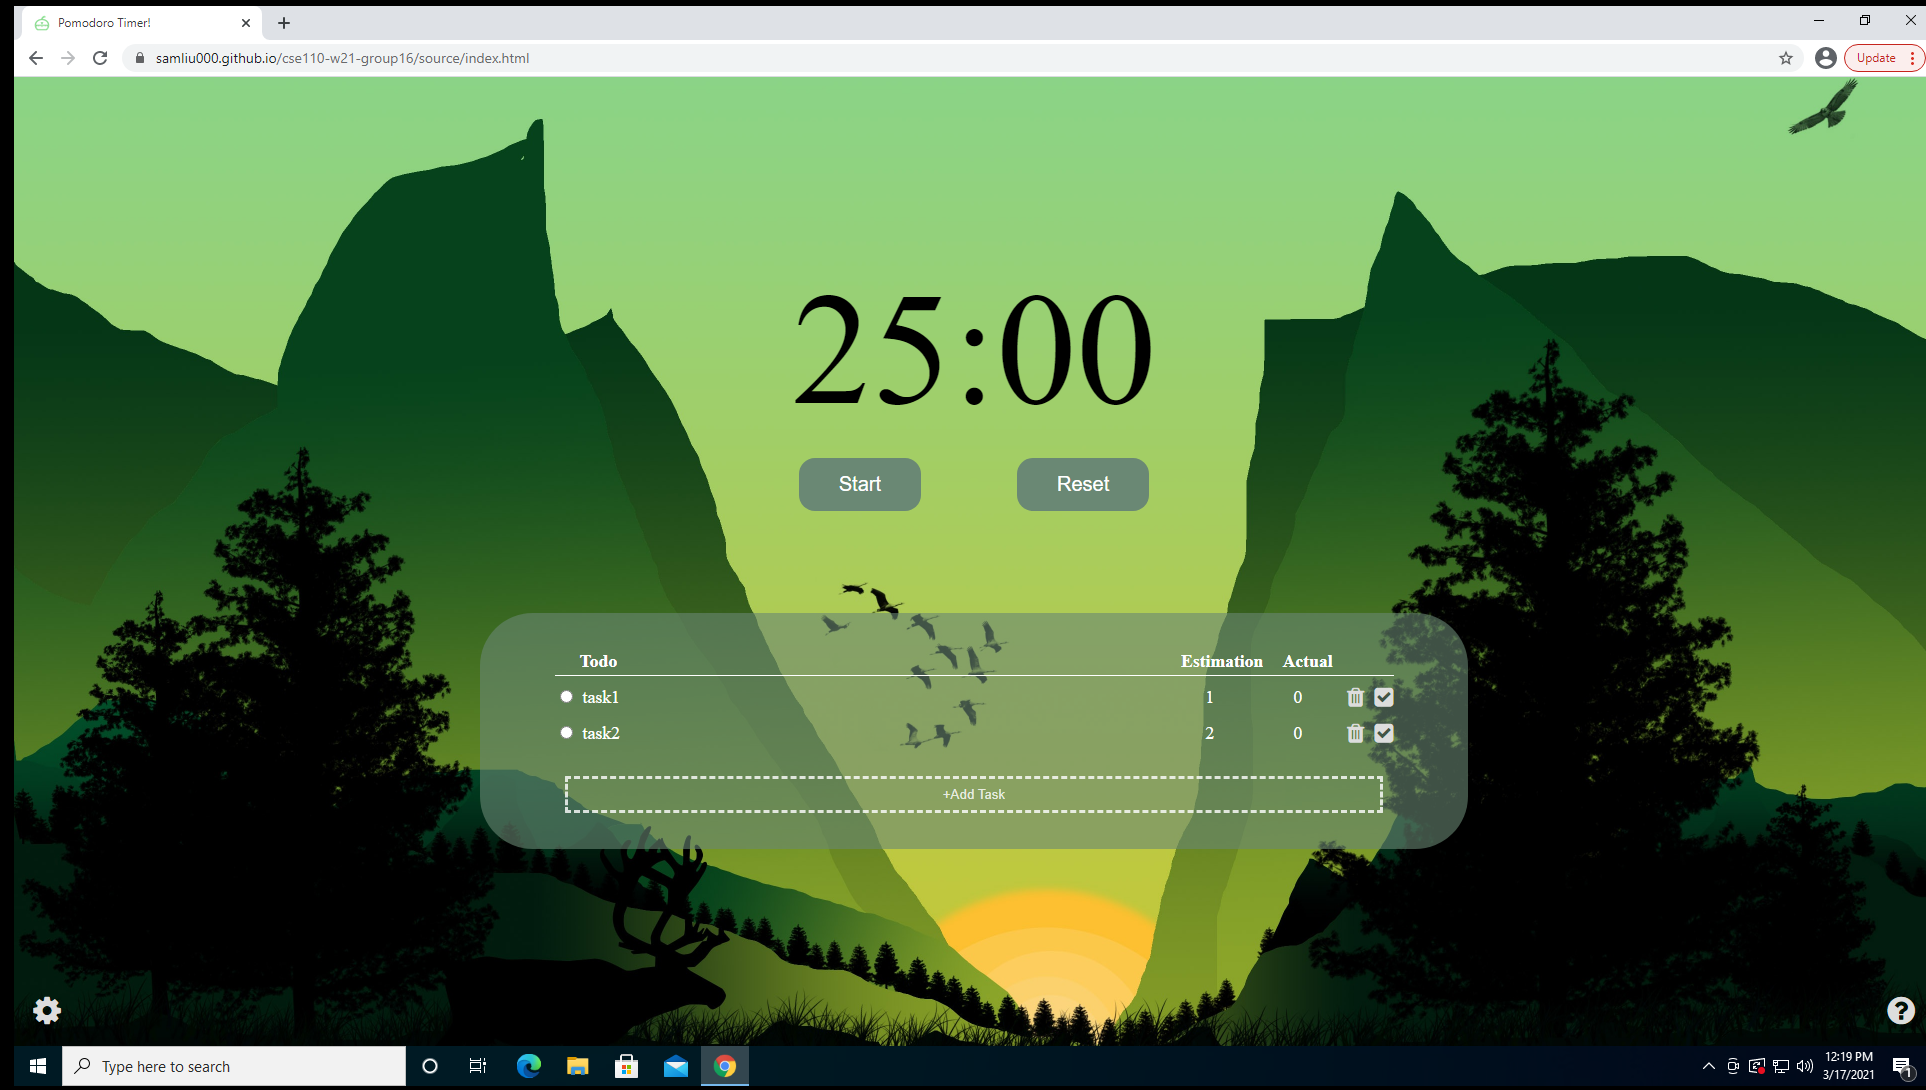 Pomodoro Timer!
samliu000.github.io/cse110-w21-group16/source/index.html
Update
25:00
Start Reset
Todo Estimation Actual
task1 1 0
task2 2 0
+Add Task
?
Type here to search
12:19 PM
3/17/2021
1